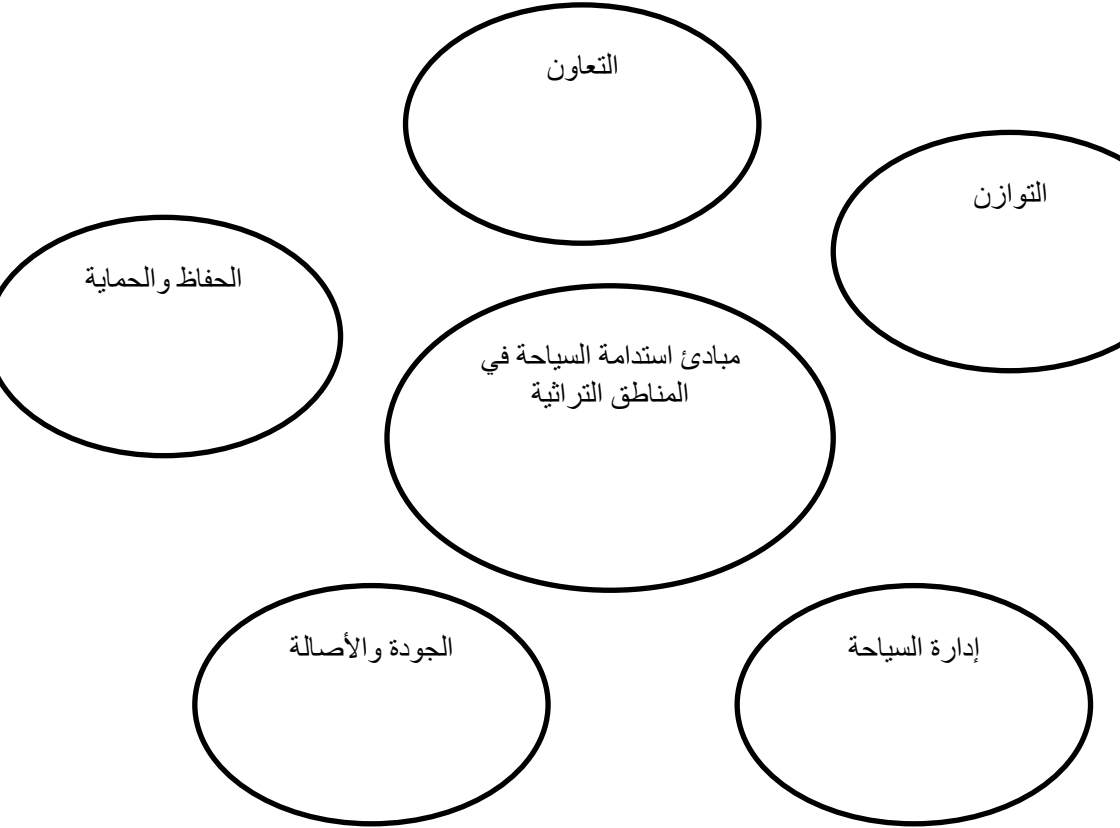 التعاون
التوازن
الحفاظ والحماية
مبادئ استدامة السياحة في
المناطق التراثية
إدارة السياحة
الجودة والأصالة